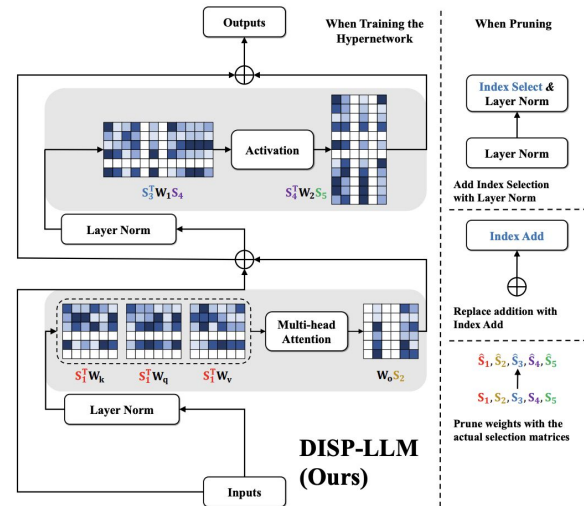 Outputs
When Training the
Hypernetwork
Activation
S₃ᵀW₁S₄
S₄ᵀW₂S₅
Layer Norm
Multi-head
Attention
S₁ᵀWₖ
S₁ᵀW_q
S₁ᵀWᵥ
WₒS₂
Layer Norm
DISP-LLM
(Ours)
Inputs
When Pruning
Index Select &
Layer Norm
Layer Norm
Add Index Selection
with Layer Norm
Index Add
Replace addition with
Index Add
Ŝ₁, Ŝ₂, Ŝ₃, Ŝ₄, Ŝ₅
S₁, S₂, S₃, S₄, S₅
Prune weights with the
actual selection matrices